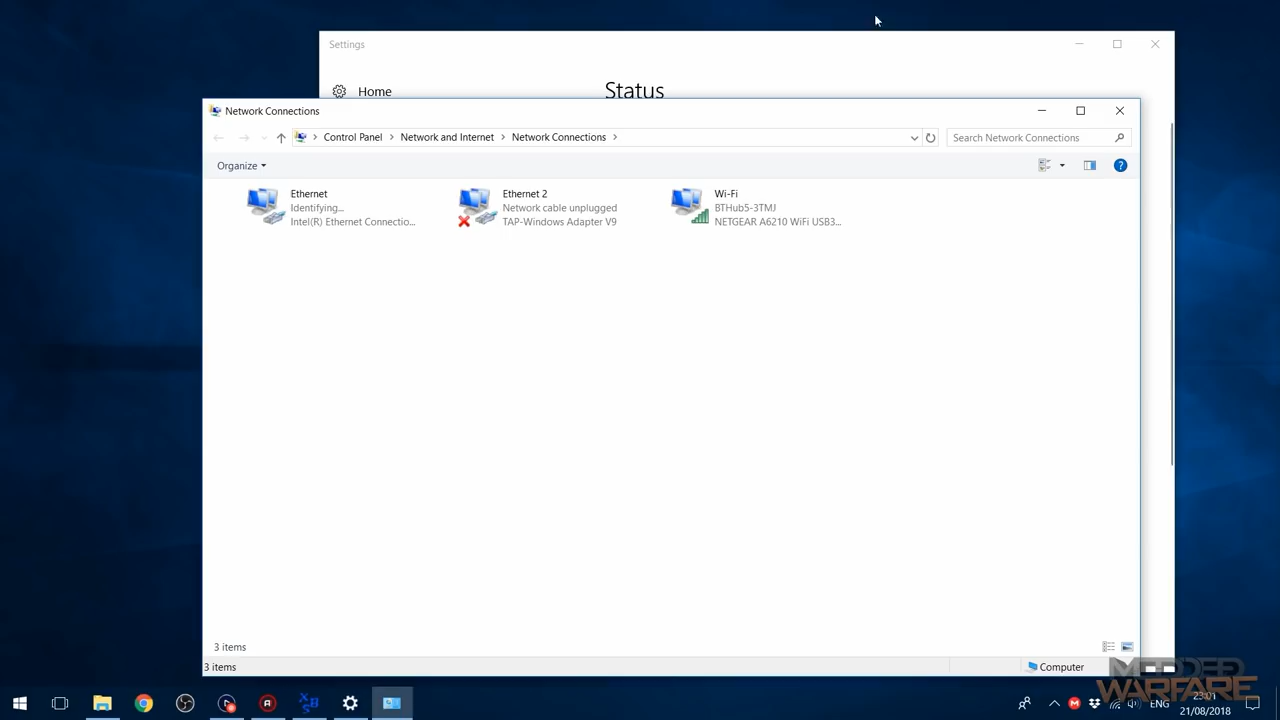 Settings
Home
Status
Network Connections
Control Panel
Network and Internet
Network Connections
Search Network Connections
Organize
Ethernet
Identifying...
Intel(R) Ethernet Connectio...
Ethernet 2
Network cable unplugged
TAP-Windows Adapter V9
Wi-Fi
BTHub5-3TMJ
NETGEAR A6210 WiFi USB3...
3 items
3 items
Computer
MODDED
WARFARE
23:01
ENG
21/08/2018